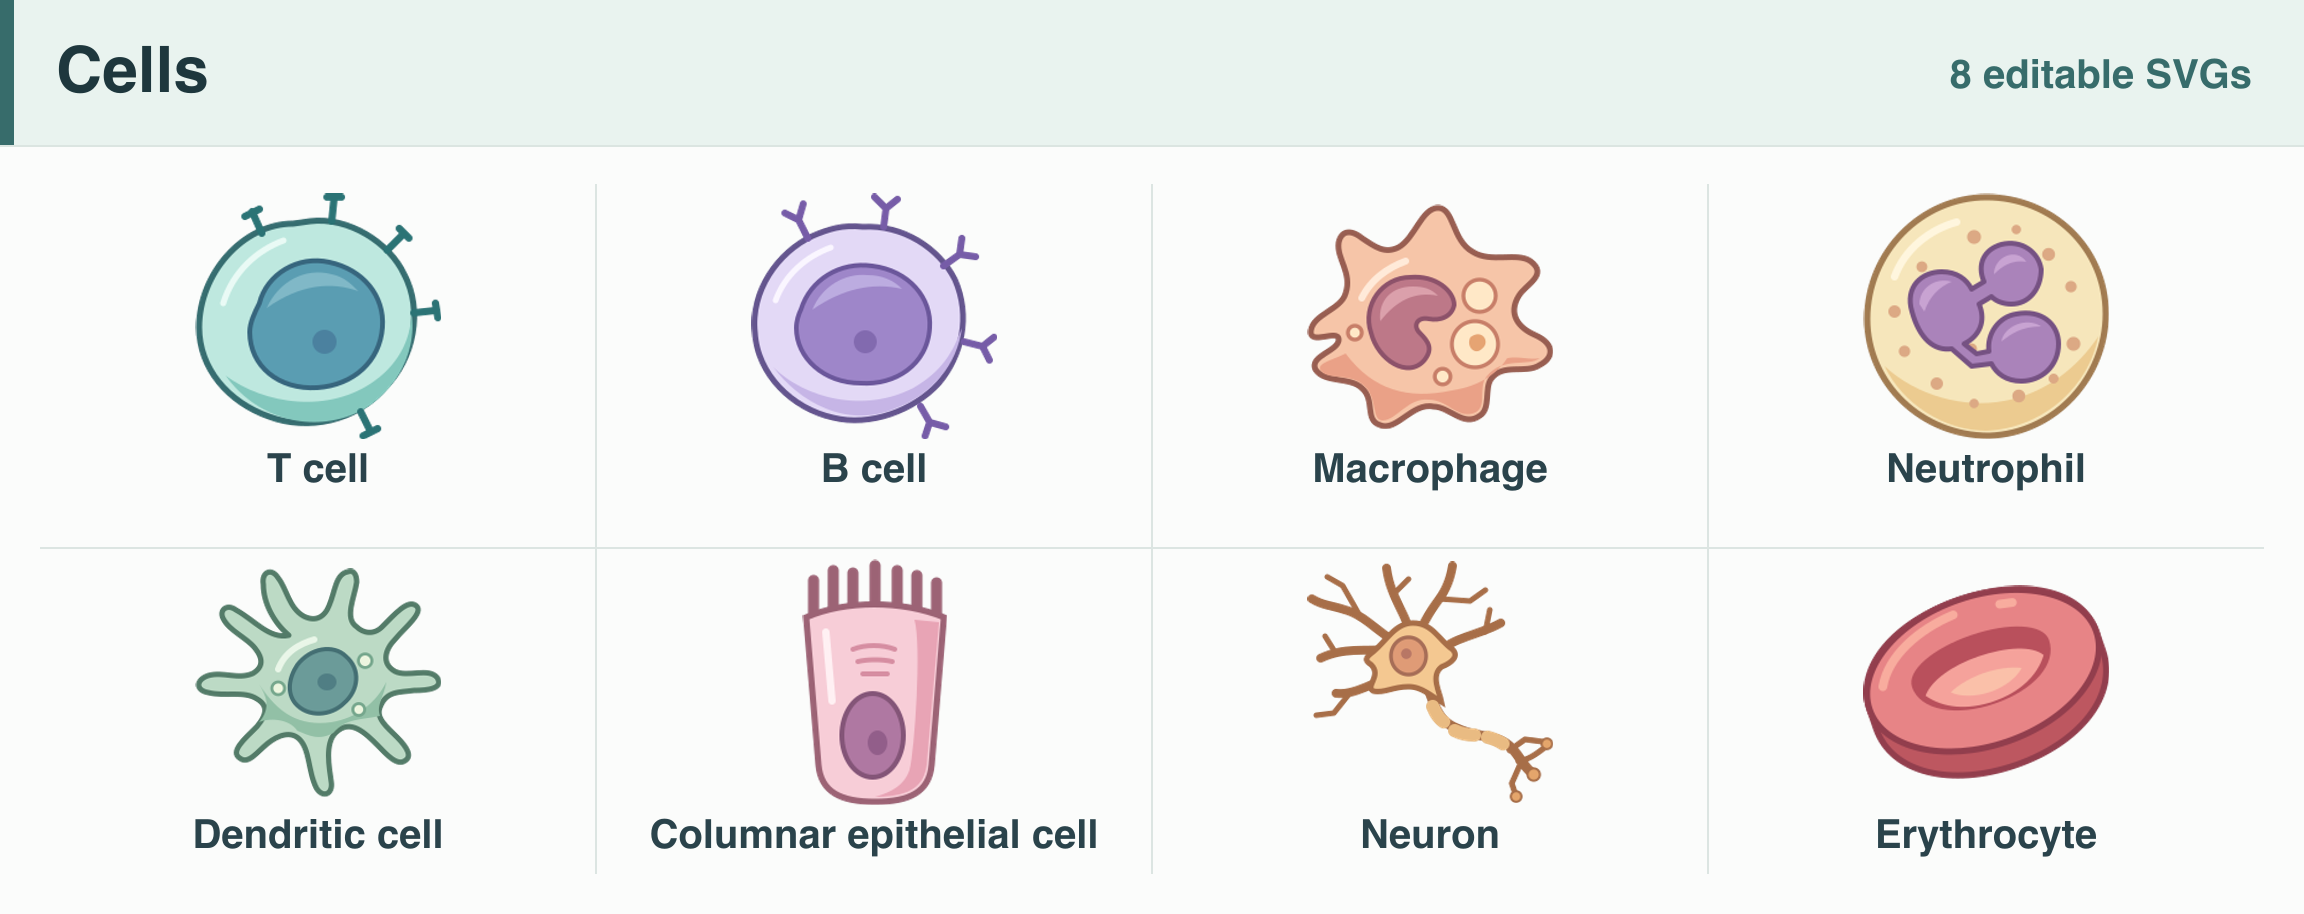 Cells
8 editable SVGs
T cell
B cell
Macrophage
Neutrophil
Dendritic cell
Columnar epithelial cell
Neuron
Erythrocyte